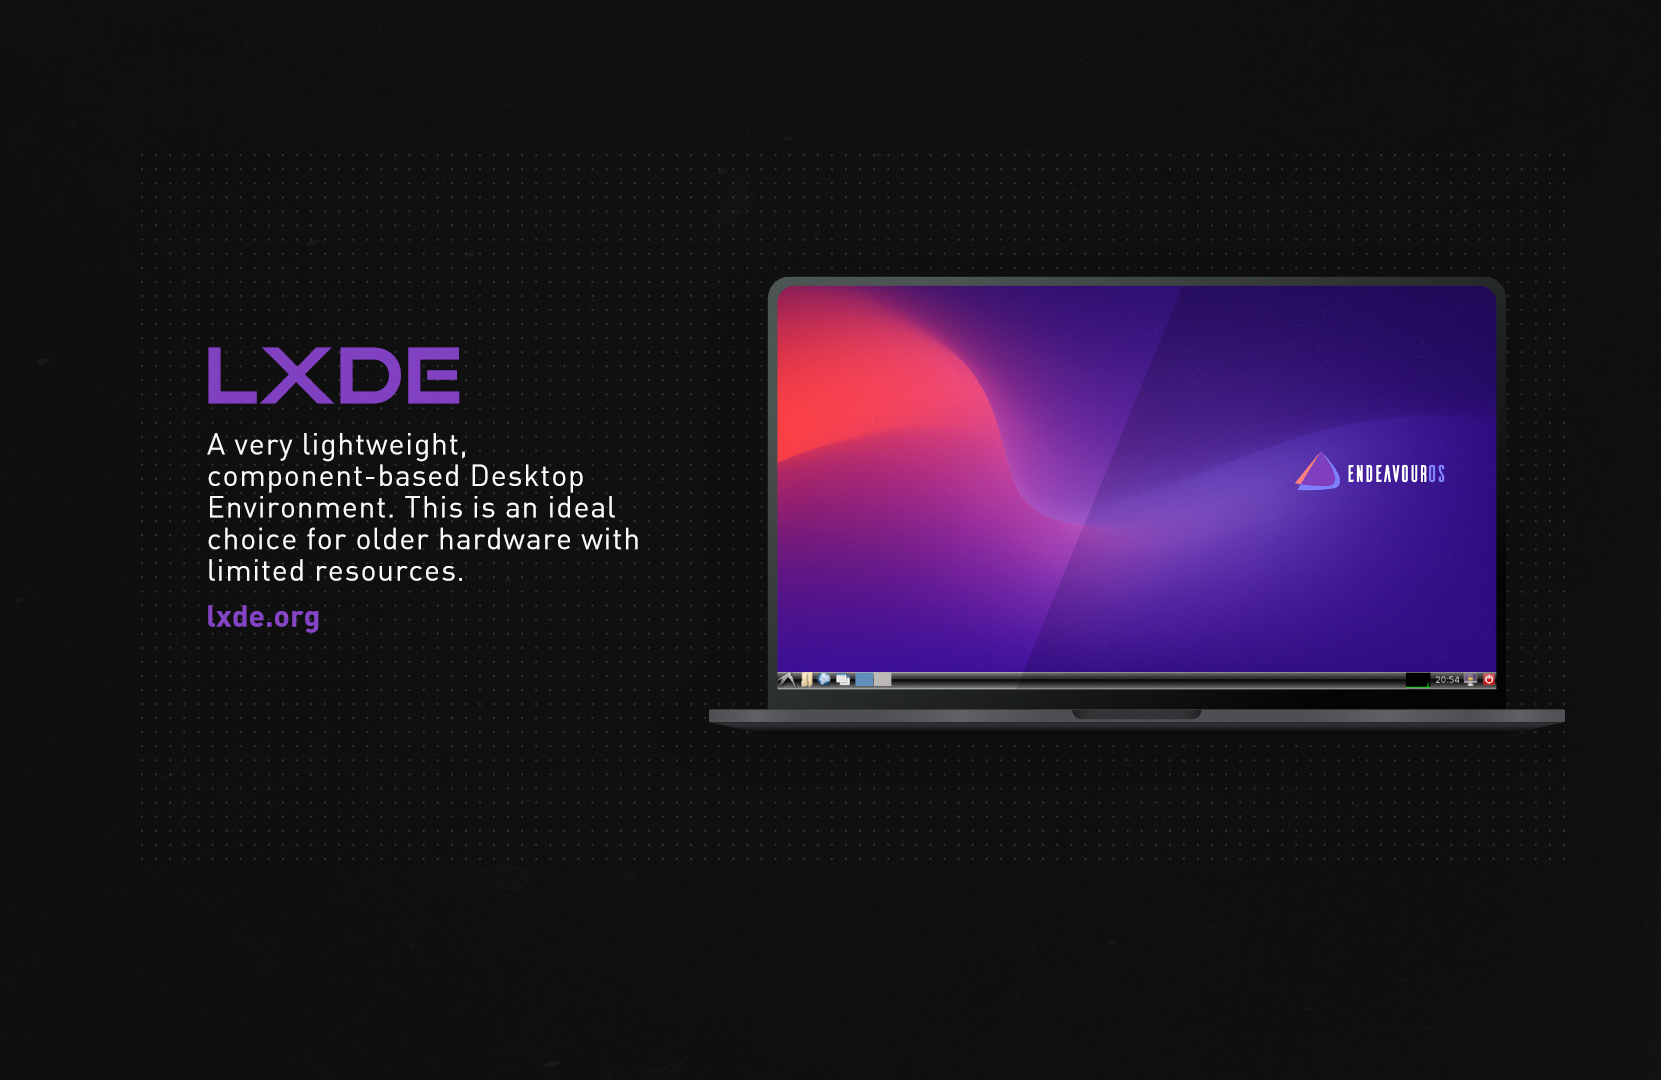 LXDE
A very lightweight,
component-based Desktop
Environment. This is an ideal
choice for older hardware with
limited resources.
lxde.org
ENDEAVOUROS
20:54